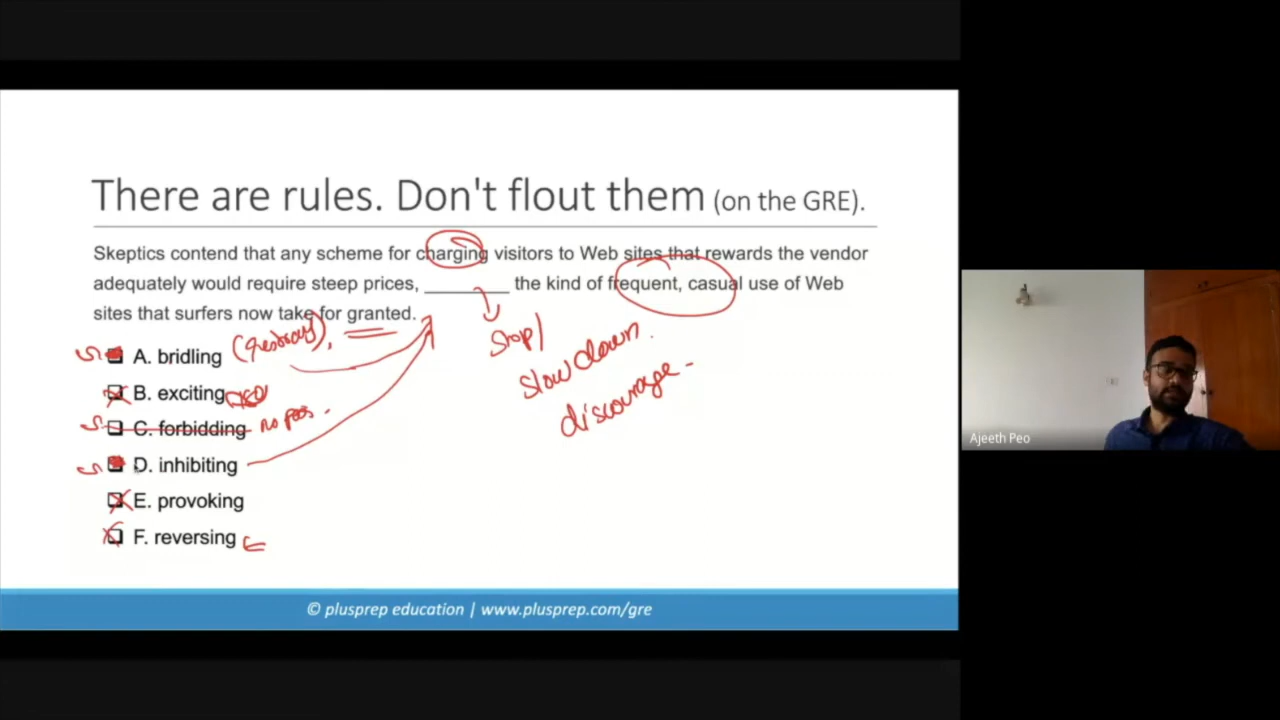 There are rules. Don't flout them (on the GRE).
Skeptics contend that any scheme for charging visitors to Web sites that rewards the vendor
adequately would require steep prices, ________ the kind of frequent, casual use of Web
sites that surfers now take for granted.
stop/
slow down.
discourage -
A. bridling
B. exciting
C. forbidding
D. inhibiting
E. provoking
F. reversing
© plusprep education | www.plusprep.com/gre
Ajeeth Peo